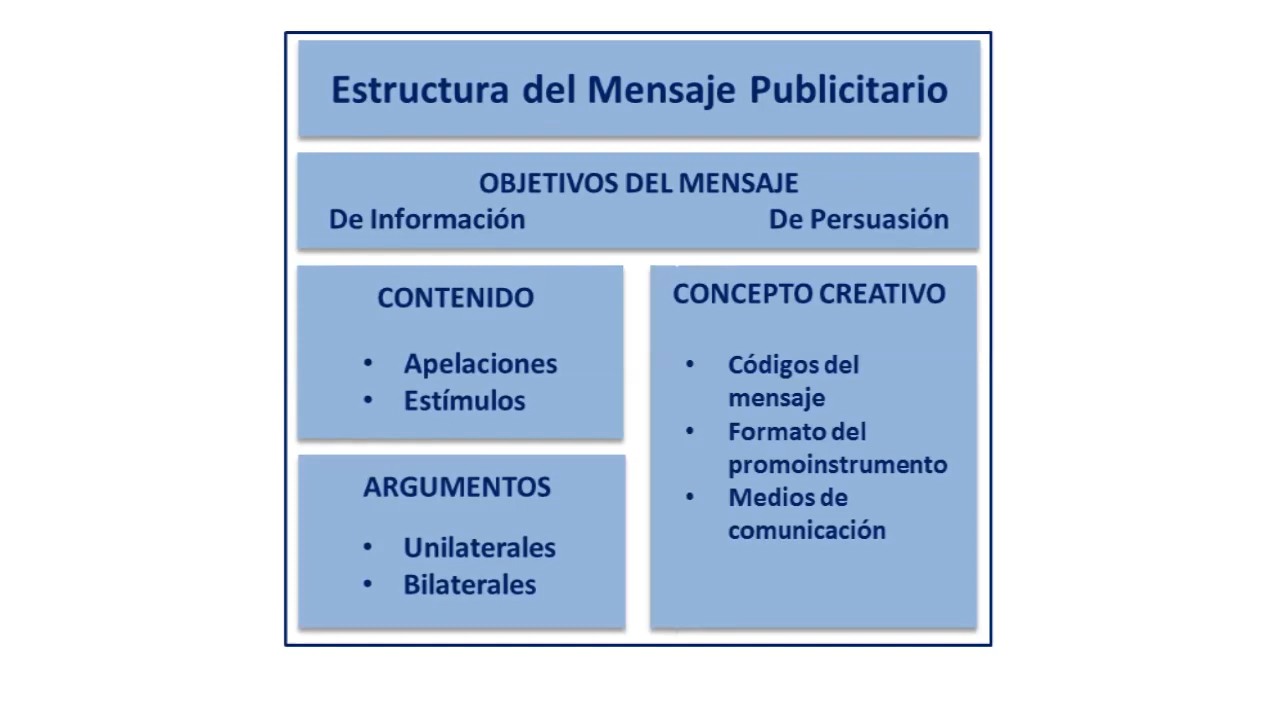 Estructura del Mensaje Publicitario
OBJETIVOS DEL MENSAJE
De Información De Persuasión
CONTENIDO
• Apelaciones
• Estímulos
ARGUMENTOS
• Unilaterales
• Bilaterales
CONCEPTO CREATIVO
• Códigos del
mensaje
• Formato del
promoinstrumento
• Medios de
comunicación